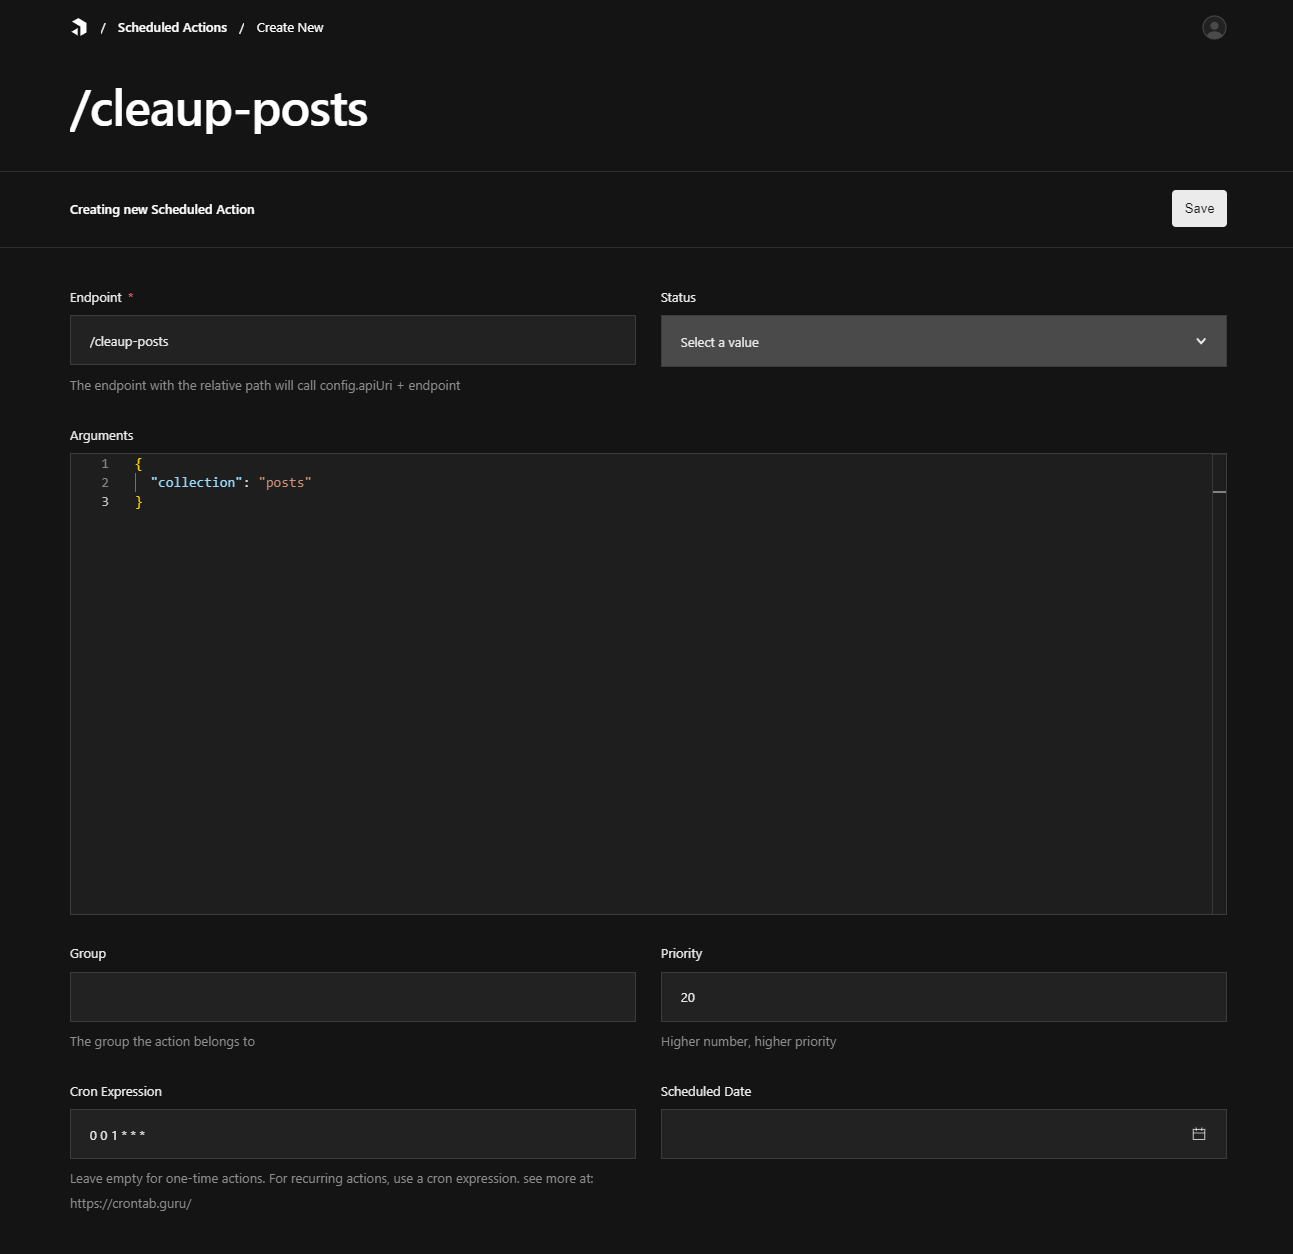 / Scheduled Actions / Create New
/cleaup-posts
Creating new Scheduled Action
Save
Endpoint *
Status
/cleaup-posts
Select a value
The endpoint with the relative path will call config.apiUri + endpoint
Arguments
1 {
2 "collection": "posts"
3 }
Group
Priority
20
The group the action belongs to
Higher number, higher priority
Cron Expression
Scheduled Date
0 0 1 * * *
Leave empty for one-time actions. For recurring actions, use a cron expression. see more at:
https://crontab.guru/